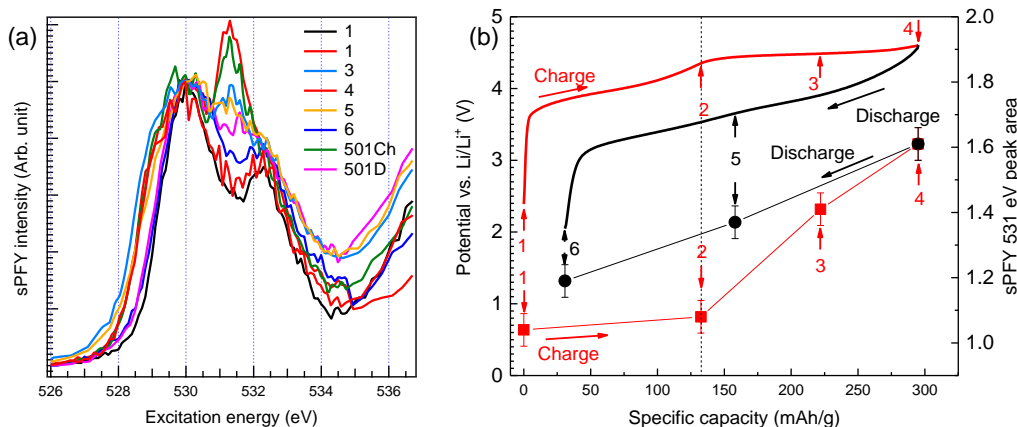 (a)
sPFY intensity (Arb. unit)
1
1
3
4
5
6
501Ch
501D
526 528 530 532 534 536
Excitation energy (eV)
(b)
Potential vs. Li/Li⁺ (V)
5
4
3
2
1
0
Charge
2
3
4
Discharge
5
Discharge
1
6
1
2
3
4
Charge
0 50 100 150 200 250 300
Specific capacity (mAh/g)
2.0
1.8
1.6
1.4
1.2
1.0
sPFY 531 eV peak area